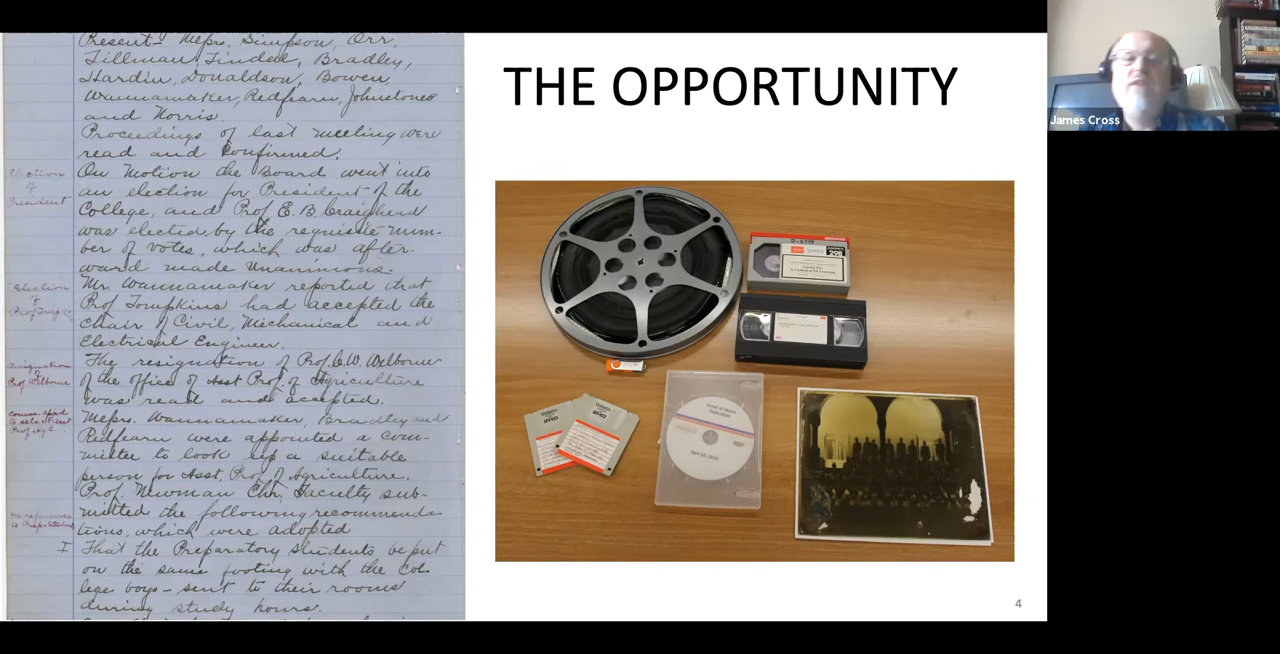 Present- Messrs. Simpson, Orr,
Tillman, Tindal, Bradley,
Hardin, Donaldson, Bowen,
Wannamaker, Redfearn, Johnstone
and Norris.
Proceedings of last meeting were
read and Confirmed.
Election
of
President
On Motion the Board went into
an election for President of the
College, and Prof E. B. Craighead
was elected by the requisite num-
ber of votes, which was after-
ward made Unanimous.
Election
of
Mr Wannamaker reported that
Prof Tompkins had accepted the
Chair of Civil, Mechanical and
Electrical Engineer.
Resignation
of
Prof Welborne
The resignation of Prof. C. W. Welborne
of the office of Asst Prof. of Agriculture
was read and accepted.
Messrs. Wannamaker, Bradley and
Redfearn were appointed a com-
mittee to look up a suitable
person for Asst. Prof. of Agriculture.
Prof. Newman Chr. Faculty sub-
mitted the following recommenda-
tions, which were adopted
I
That the Preparatory Students be put
on the same footing with the Col-
lege boys - sent to their rooms
during study hours.
THE OPPORTUNITY
2HD
4
James Cross